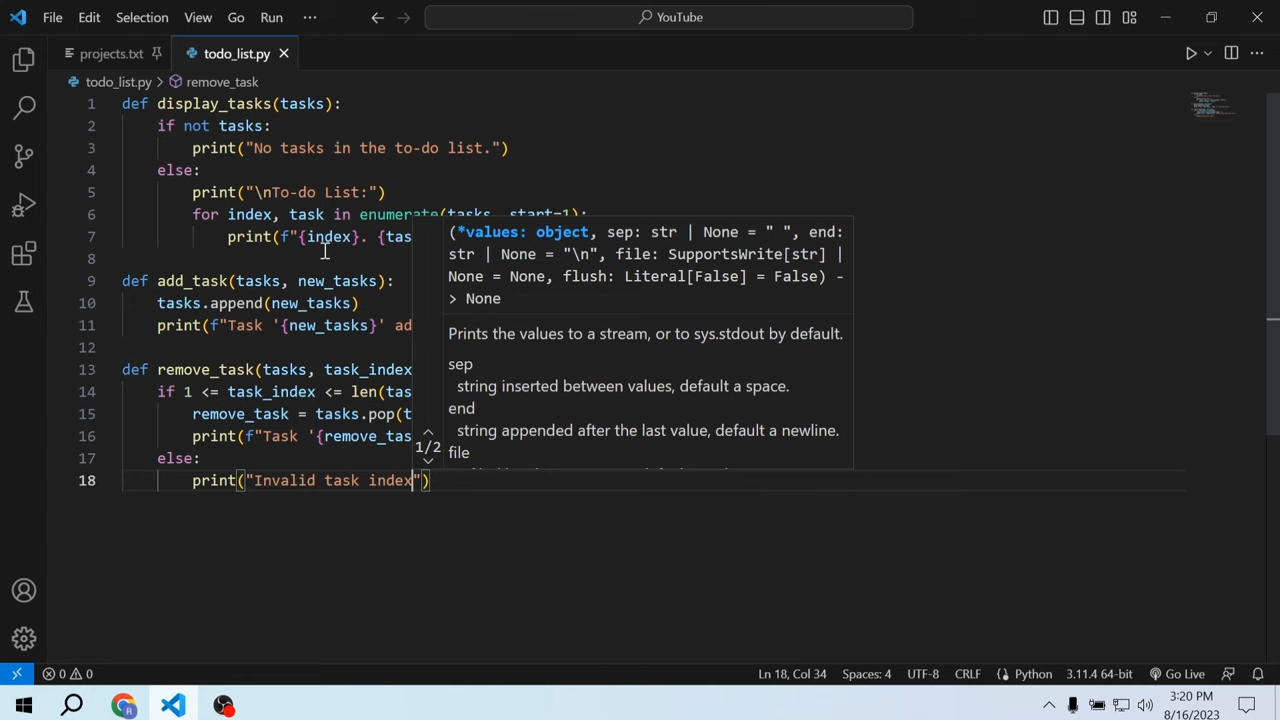 File Edit Selection View Go Run ··· YouTube
projects.txt todo_list.py
todo_list.py > remove_task
1 def display_tasks(tasks):
2 if not tasks:
3 print("No tasks in the to-do list.")
4 else:
5 print("\nTo-do List:")
6 for index, task in enumerate(tasks, start=1):
7 print(f"{index}. {tas
8
9 def add_task(tasks, new_tasks):
10 tasks.append(new_tasks)
11 print(f"Task '{new_tasks}' ad
12
13 def remove_task(tasks, task_index
14 if 1 <= task_index <= len(tas
15 remove_task = tasks.pop(t
16 print(f"Task '{remove_tas
17 else:
18 print("Invalid task index")
(*values: object, sep: str | None = " ", end:
str | None = "\n", file: SupportsWrite[str] |
None = None, flush: Literal[False] = False) -
> None
Prints the values to a stream, or to sys.stdout by default.
sep
string inserted between values, default a space.
end
string appended after the last value, default a newline.
1/2
file
0 0 Ln 18, Col 34 Spaces: 4 UTF-8 CRLF Python 3.11.4 64-bit Go Live
3:20 PM
8/16/2023